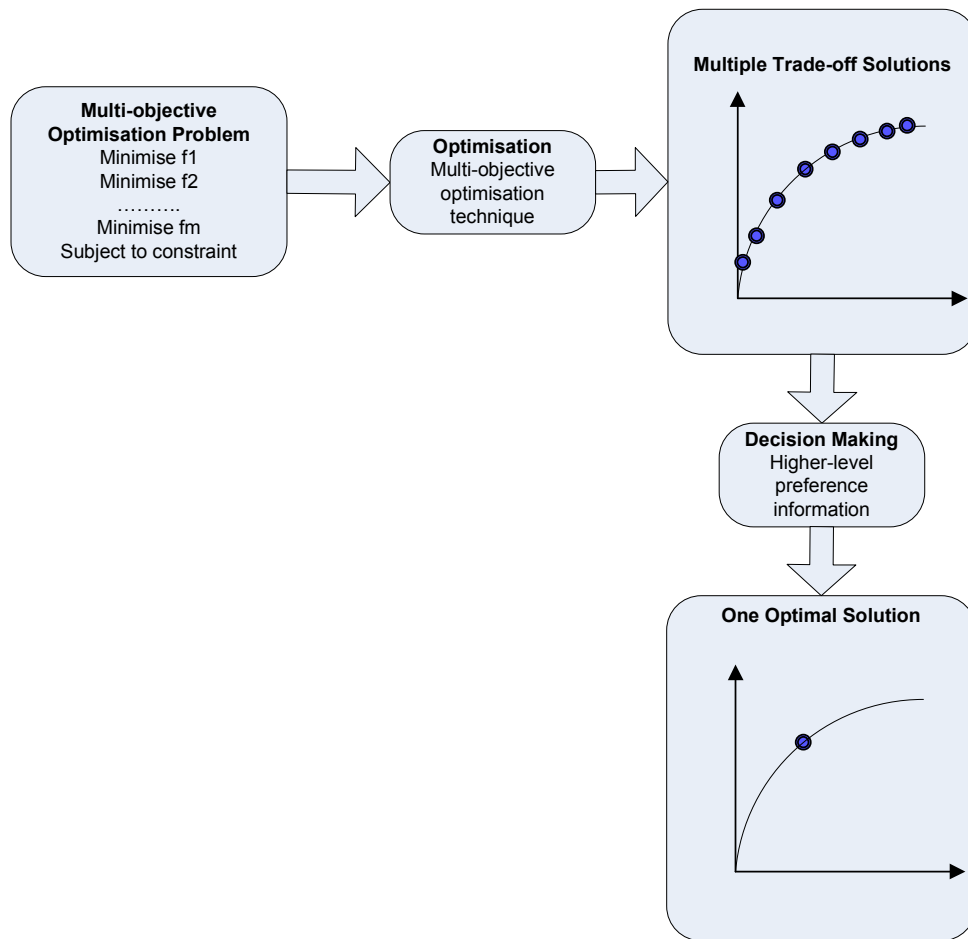 Multi-objective
Optimisation Problem
Minimise f1
Minimise f2
……….
Minimise fm
Subject to constraint
Optimisation
Multi-objective
optimisation
technique
Multiple Trade-off Solutions
Decision Making
Higher-level
preference
information
One Optimal Solution